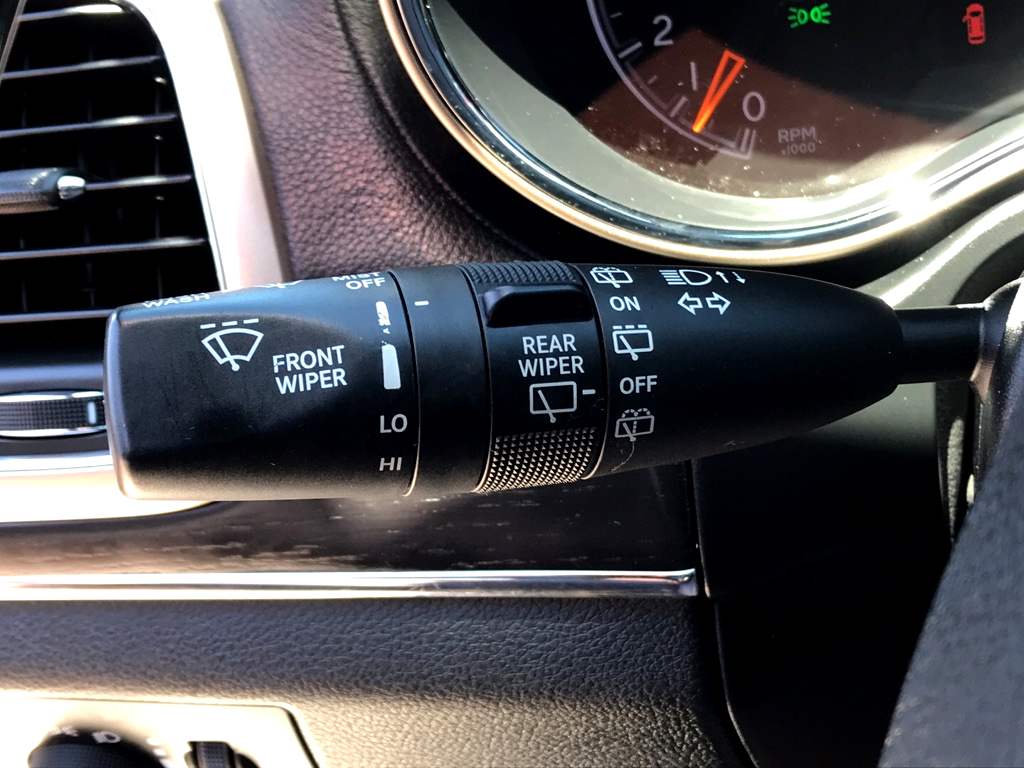 2
1
0
RPM
x1000
WASH
MIST
OFF
FRONT
WIPER
LO
HI
REAR
WIPER
ON
OFF